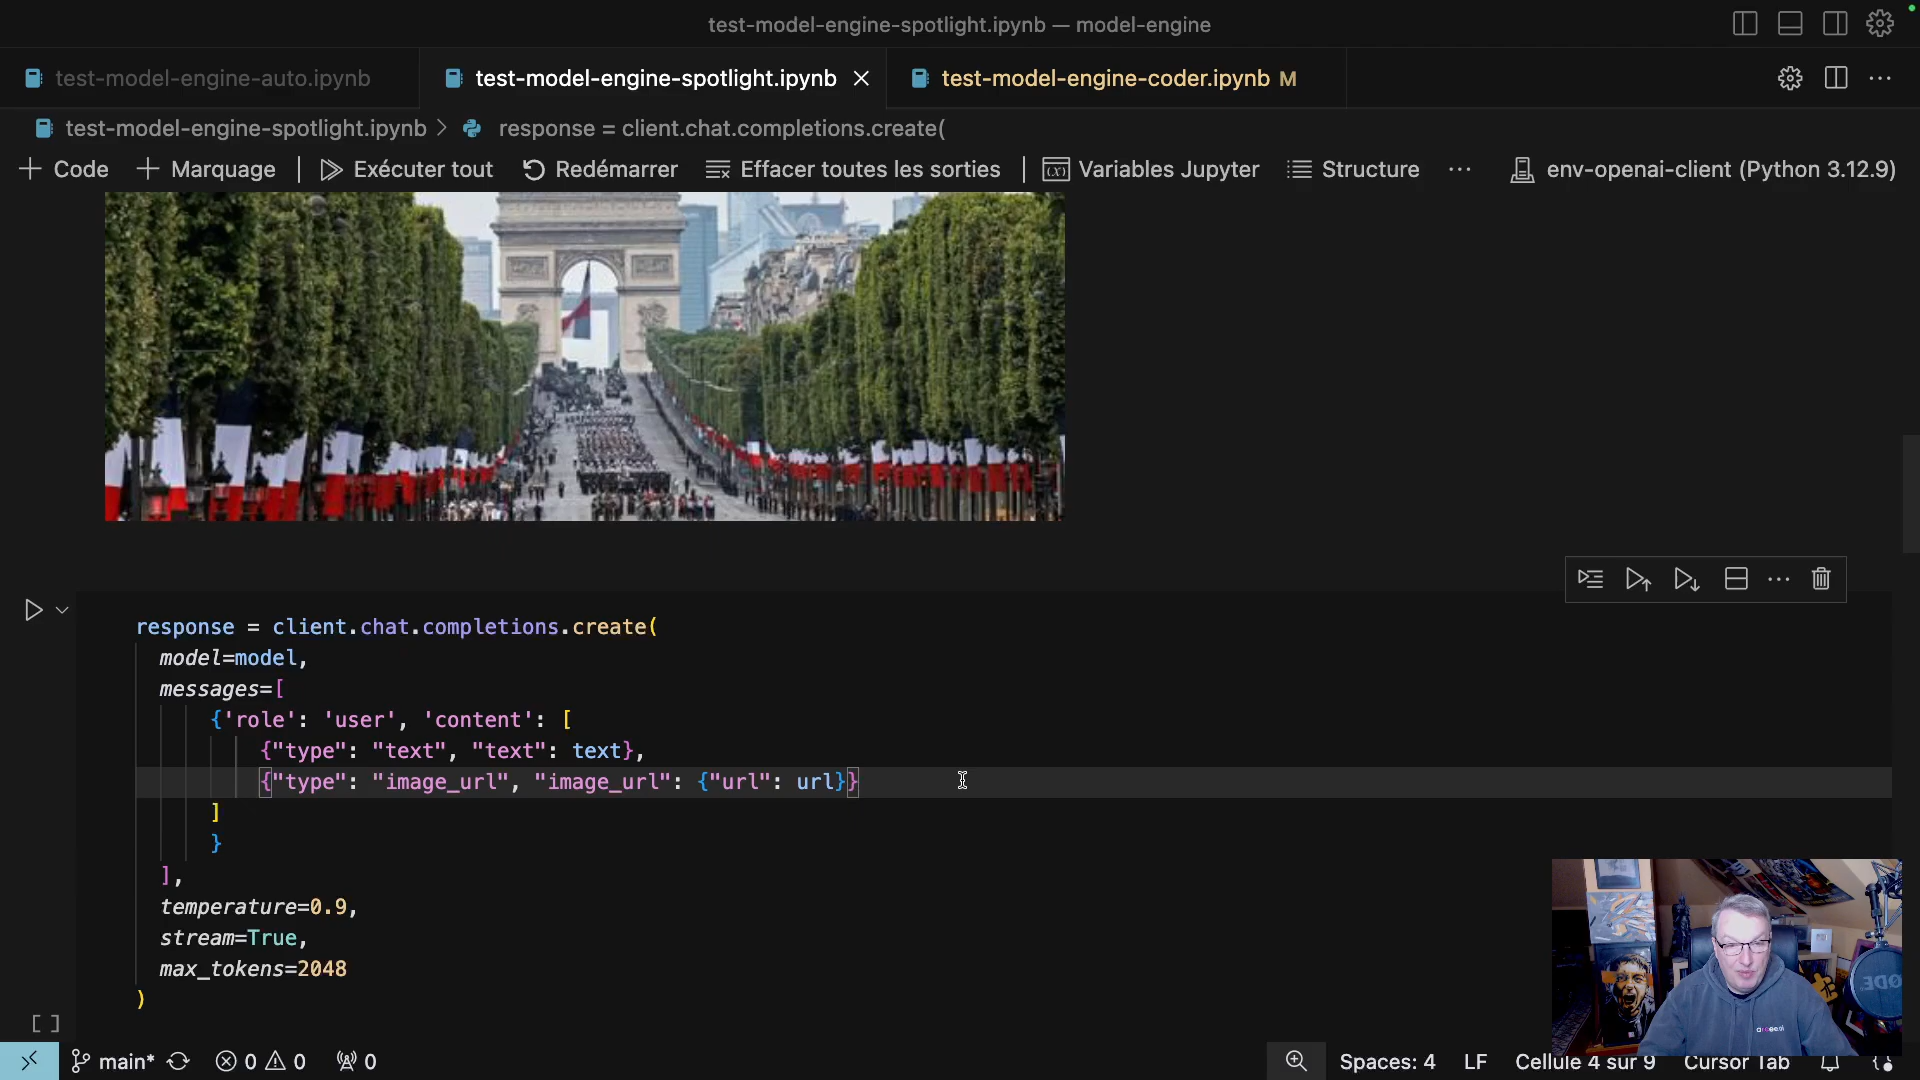 test-model-engine-spotlight.ipynb — model-engine
test-model-engine-auto.ipynb
test-model-engine-spotlight.ipynb
test-model-engine-coder.ipynb M
test-model-engine-spotlight.ipynb > response = client.chat.completions.create(
+ Code + Marquage | Exécuter tout Redémarrer Effacer toutes les sorties | Variables Jupyter Structure ··· env-openai-client (Python 3.12.9)
response = client.chat.completions.create(
model=model,
messages=[
{'role': 'user', 'content': [
{"type": "text", "text": text},
{"type": "image_url", "image_url": {"url": url}}
]
}
],
temperature=0.9,
stream=True,
max_tokens=2048
)
[ ]
main* 0 0 0 Spaces: 4 LF Cellule 4 sur 9 Cursor Tab
arcee.ai